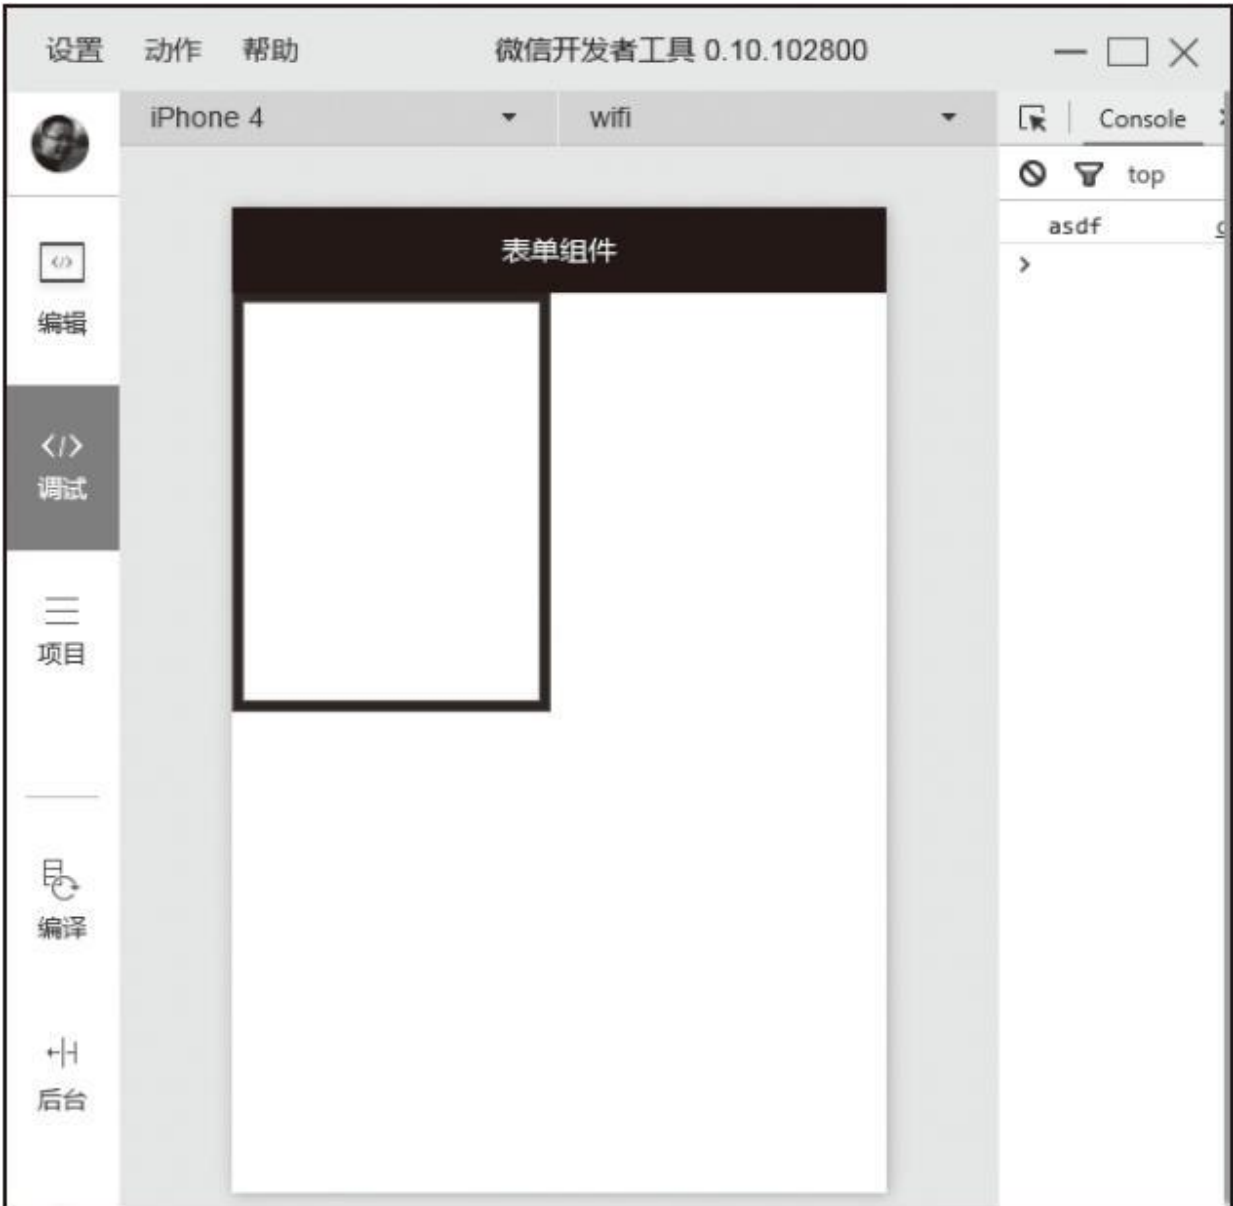 设置 动作 帮助 微信开发者工具 0.10.102800
iPhone 4 wifi Console
top
asdf
表单组件
</>
编辑
</>
调试
项目
编译
后台